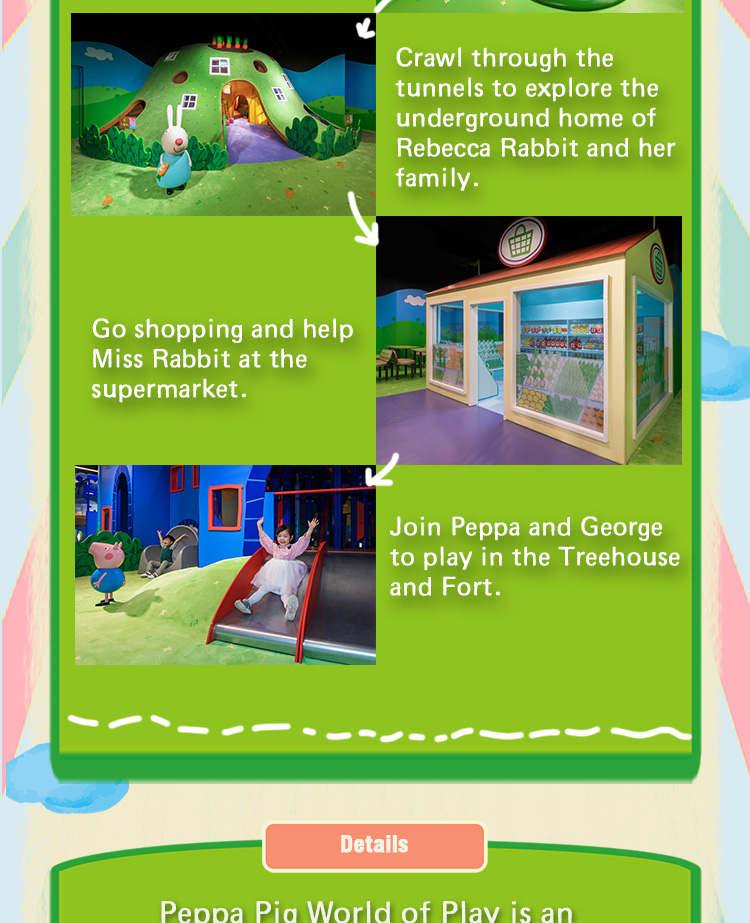 Crawl through the
tunnels to explore the
underground home of
Rebecca Rabbit and her
family.
Go shopping and help
Miss Rabbit at the
supermarket.
Join Peppa and George
to play in the Treehouse
and Fort.
Details
Peppa Pig World of Play is an